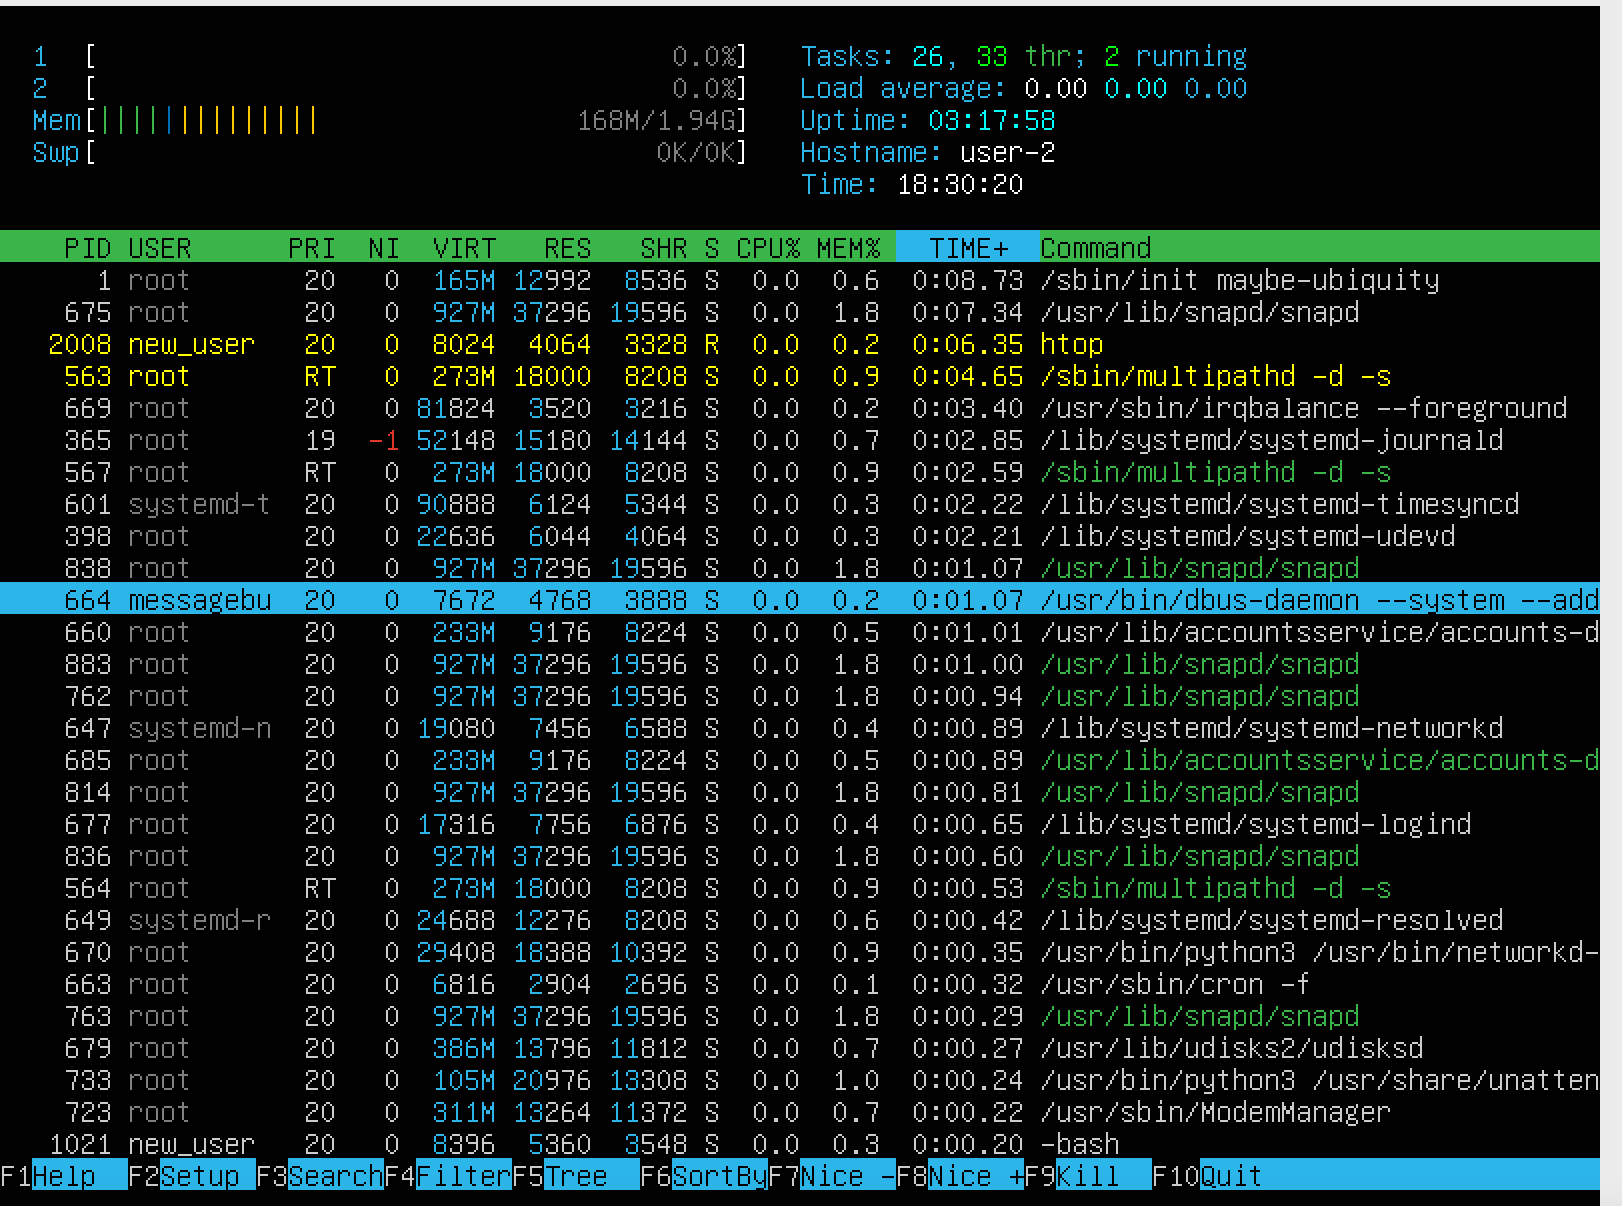 1 [ 0.0%]
2 [ 0.0%]
Mem[||||||||||||||| 168M/1.94G]
Swp[ 0K/0K]
Tasks: 26, 33 thr; 2 running
Load average: 0.00 0.00 0.00
Uptime: 03:17:58
Hostname: user-2
Time: 18:30:20
PID USER PRI NI VIRT RES SHR S CPU% MEM% TIME+ Command
1 root 20 0 165M 12992 8536 S 0.0 0.6 0:08.73 /sbin/init maybe-ubiquity
675 root 20 0 927M 37296 19596 S 0.0 1.8 0:07.34 /usr/lib/snapd/snapd
2008 new_user 20 0 8024 4064 3328 R 0.0 0.2 0:06.35 htop
563 root RT 0 273M 18000 8208 S 0.0 0.9 0:04.65 /sbin/multipathd -d -s
669 root 20 0 81824 3520 3216 S 0.0 0.2 0:03.40 /usr/sbin/irqbalance --foreground
365 root 19 -1 52148 15180 14144 S 0.0 0.7 0:02.85 /lib/systemd/systemd-journald
567 root RT 0 273M 18000 8208 S 0.0 0.9 0:02.59 /sbin/multipathd -d -s
601 systemd-t 20 0 90888 6124 5344 S 0.0 0.3 0:02.22 /lib/systemd/systemd-timesyncd
398 root 20 0 22636 6044 4064 S 0.0 0.3 0:02.21 /lib/systemd/systemd-udevd
838 root 20 0 927M 37296 19596 S 0.0 1.8 0:01.07 /usr/lib/snapd/snapd
664 messagebu 20 0 7672 4768 3888 S 0.0 0.2 0:01.07 /usr/bin/dbus-daemon --system --add
660 root 20 0 233M 9176 8224 S 0.0 0.5 0:01.01 /usr/lib/accountsservice/accounts-d
883 root 20 0 927M 37296 19596 S 0.0 1.8 0:01.00 /usr/lib/snapd/snapd
762 root 20 0 927M 37296 19596 S 0.0 1.8 0:00.94 /usr/lib/snapd/snapd
647 systemd-n 20 0 19080 7456 6588 S 0.0 0.4 0:00.89 /lib/systemd/systemd-networkd
685 root 20 0 233M 9176 8224 S 0.0 0.5 0:00.89 /usr/lib/accountsservice/accounts-d
814 root 20 0 927M 37296 19596 S 0.0 1.8 0:00.81 /usr/lib/snapd/snapd
677 root 20 0 17316 7756 6876 S 0.0 0.4 0:00.65 /lib/systemd/systemd-logind
836 root 20 0 927M 37296 19596 S 0.0 1.8 0:00.60 /usr/lib/snapd/snapd
564 root RT 0 273M 18000 8208 S 0.0 0.9 0:00.53 /sbin/multipathd -d -s
649 systemd-r 20 0 24688 12276 8208 S 0.0 0.6 0:00.42 /lib/systemd/systemd-resolved
670 root 20 0 29408 18388 10392 S 0.0 0.9 0:00.35 /usr/bin/python3 /usr/bin/networkd-
663 root 20 0 6816 2904 2696 S 0.0 0.1 0:00.32 /usr/sbin/cron -f
763 root 20 0 927M 37296 19596 S 0.0 1.8 0:00.29 /usr/lib/snapd/snapd
679 root 20 0 386M 13796 11812 S 0.0 0.7 0:00.27 /usr/lib/udisks2/udisksd
733 root 20 0 105M 20976 13308 S 0.0 1.0 0:00.24 /usr/bin/python3 /usr/share/unatten
723 root 20 0 311M 13264 11372 S 0.0 0.7 0:00.22 /usr/sbin/ModemManager
1021 new_user 20 0 8396 5360 3548 S 0.0 0.3 0:00.20 -bash
F1Help F2Setup F3SearchF4FilterF5Tree F6SortByF7Nice -F8Nice +F9Kill F10Quit